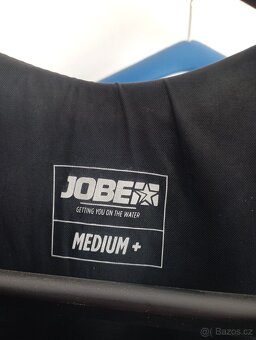 JOBE
GETTING YOU ON THE WATER
MEDIUM +
Bazos.cz